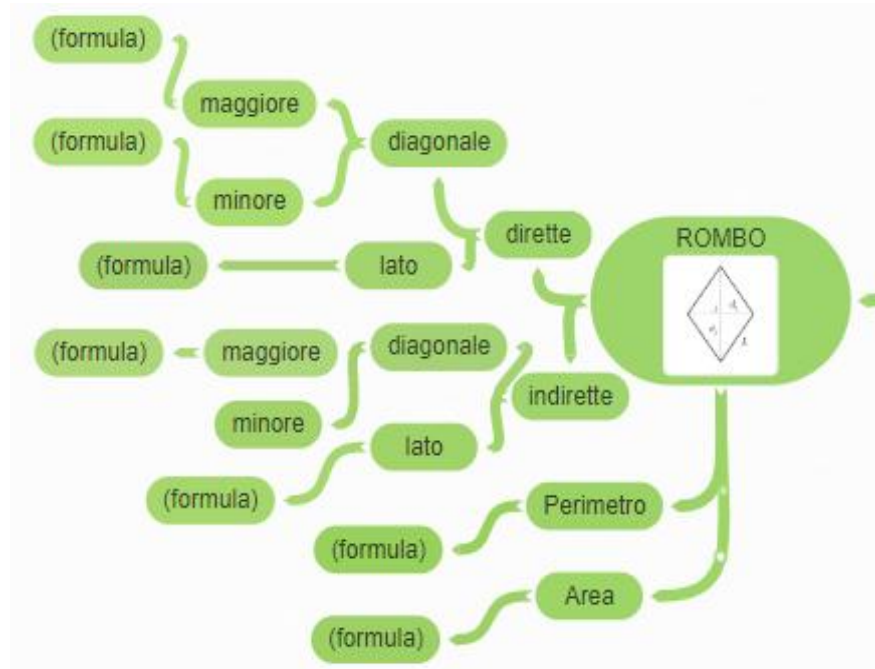 (formula)
maggiore
(formula)
diagonale
minore
dirette
ROMBO
(formula)
lato
(formula)
maggiore
diagonale
indirette
minore
lato
(formula)
Perimetro
(formula)
Area
(formula)